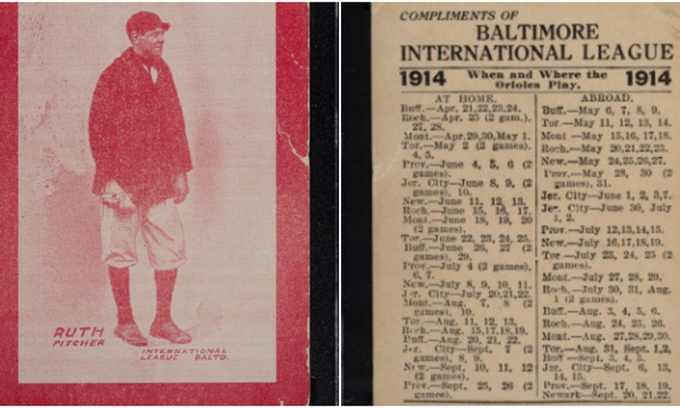 RUTH
PITCHER
INTERNATIONAL
LEAGUE BALTO.
COMPLIMENTS OF
BALTIMORE
INTERNATIONAL LEAGUE
1914 When and Where the 1914
Orioles Play.
AT HOME.
Buff.—Apr. 21,22,23,24.
Roch.—Apr. 25 (2 gam.),
27, 28.
Mont.—Apr.29,30,May 1.
Tor.—May 2 (2 games),
4, 5.
Prov.—June 4, 5, 6 (2
games).
Jer. City—June 8, 9, (2
games), 10.
New.—June 11, 12, 13.
Roch.—June 15, 16, 17.
Mont.—June 18, 19, 20
(2 games).
Tor.—June 22, 23, 24, 25.
Buff.—June 26, 27 (2
games), 29.
Prov.—July 4 (2 games),
6, 7.
New.—July 8, 9, 10, 11.
Jer. City—July 20,21,22.
Mont.—Aug. 7, 8 (2
games), 10.
Tor.—Aug. 11, 12, 13.
Roch.—Aug. 15,17,18,19.
Buff.—Aug. 20, 21, 22.
Jer. City—Sept. 7 (2
games), 8, 9.
New.—Sept. 10, 11, 12
(2 games).
Prov.—Sept. 25, 26 (2
games).
ABROAD.
Buff.—May 6, 7, 8, 9.
Tor.—May 11, 12, 13, 14.
Mont—May 15,16, 17,18.
Roch.—May 20,21,22,23.
New.—May 24,25,26,27.
Prov.—May 28, 30 (2
games), 31.
Jer. City—June 1, 2, 3,7.
Jer. City—June 30, July
1, 2.
Prov.—July 12,13,14,15.
New.—July 16,17,18,19.
Tor—July 23, 24, 25 (2
games).
Mont.—July 27, 28, 29.
Roch.—July 30, 31, Aug.
1 (2 games).
Buff.—Aug. 3, 4, 5, 6.
Roch.—Aug. 24, 25, 26.
Mont.—Aug. 27,28,29,30.
Tor.—Aug. 31, Sept. 1,2.
Buff—Sept. 3, 4, 5.
Jer. City—Sept. 6, 13,
14, 15.
Prov.—Sept. 17, 18, 19.
Newark—Sept. 20, 21,22.